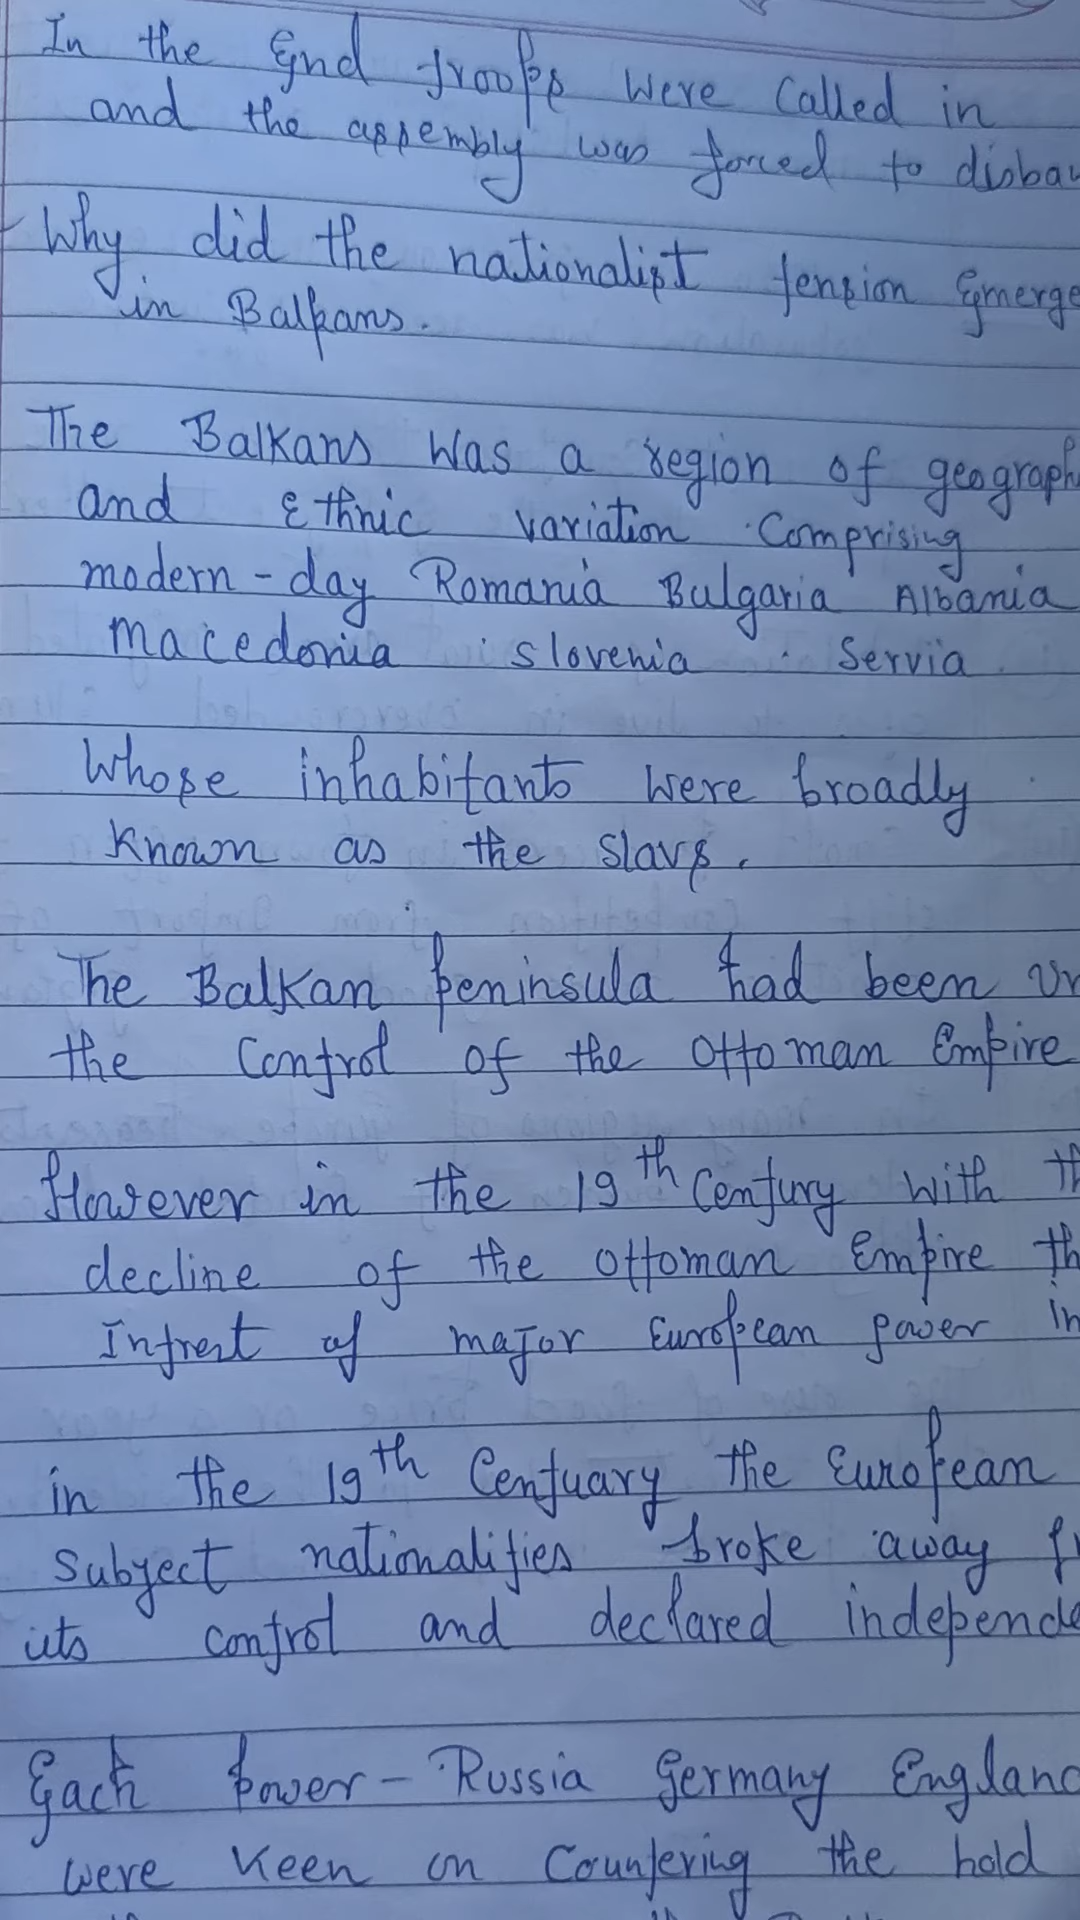 In the End troops were called in
and the assembly was forced to disban
Why did the nationalist tension Emerge
in Balkans.
The Balkans was a region of geograph
and Ethnic variation Comprising
modern-day Romania Bulgaria Albania
Macedonia Slovenia Servia
Whose inhabitants were broadly
known as the slavs.
The Balkan peninsula had been un
the Control of the Ottoman Empire
However in the 19th Century with th
decline of the Ottoman Empire th
Intrest of major European power in
in the 19th Centuary the European
Subject nationalities broke away fr
its control and declared independe
Each power - Russia Germany England
were keen on Countering the hold